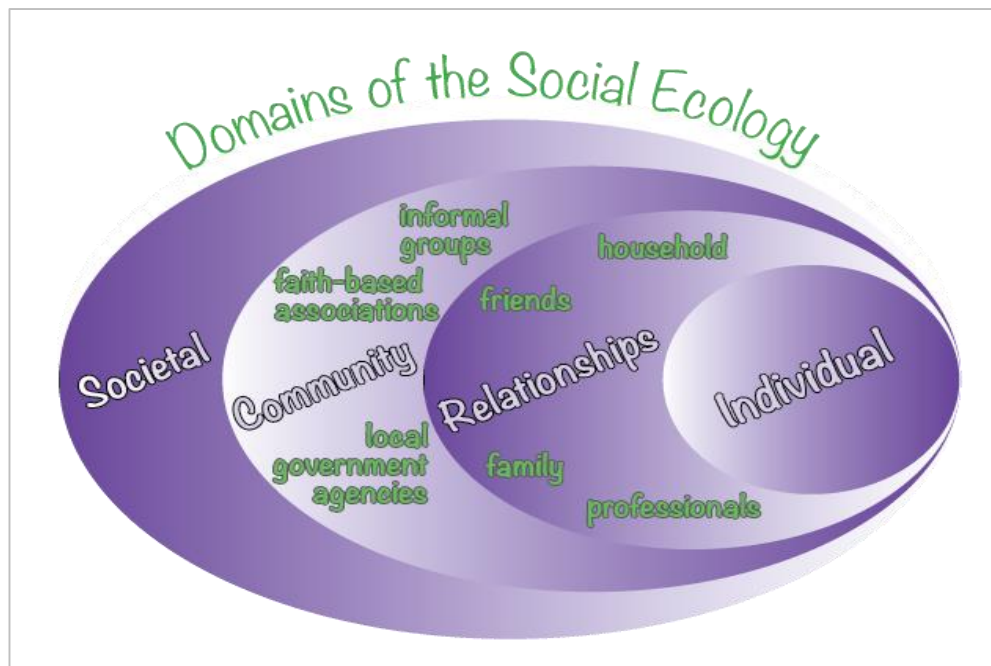 Domains of the Social Ecology
informal
groups
household
faith-based
associations
friends
Societal
Community
Relationships
Individual
local
government
agencies
family
professionals